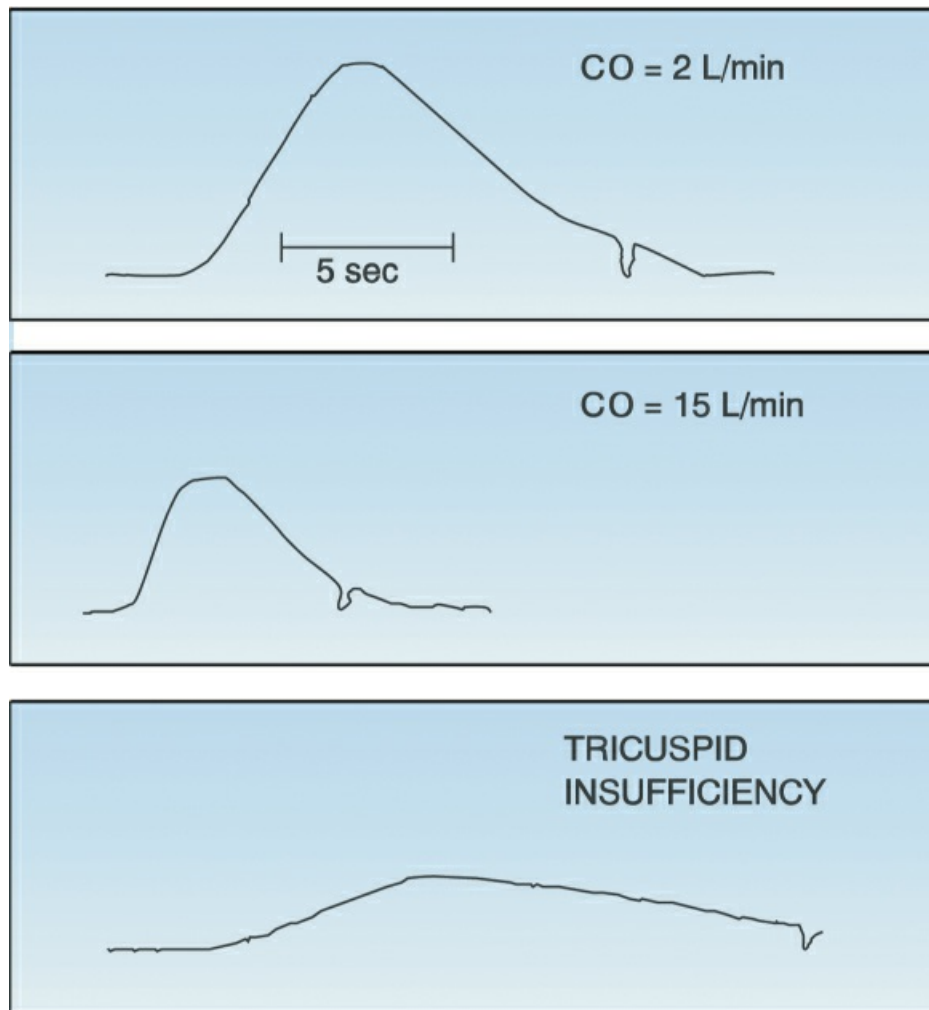 CO = 2 L/min
5 sec
CO = 15 L/min
TRICUSPID
INSUFFICIENCY